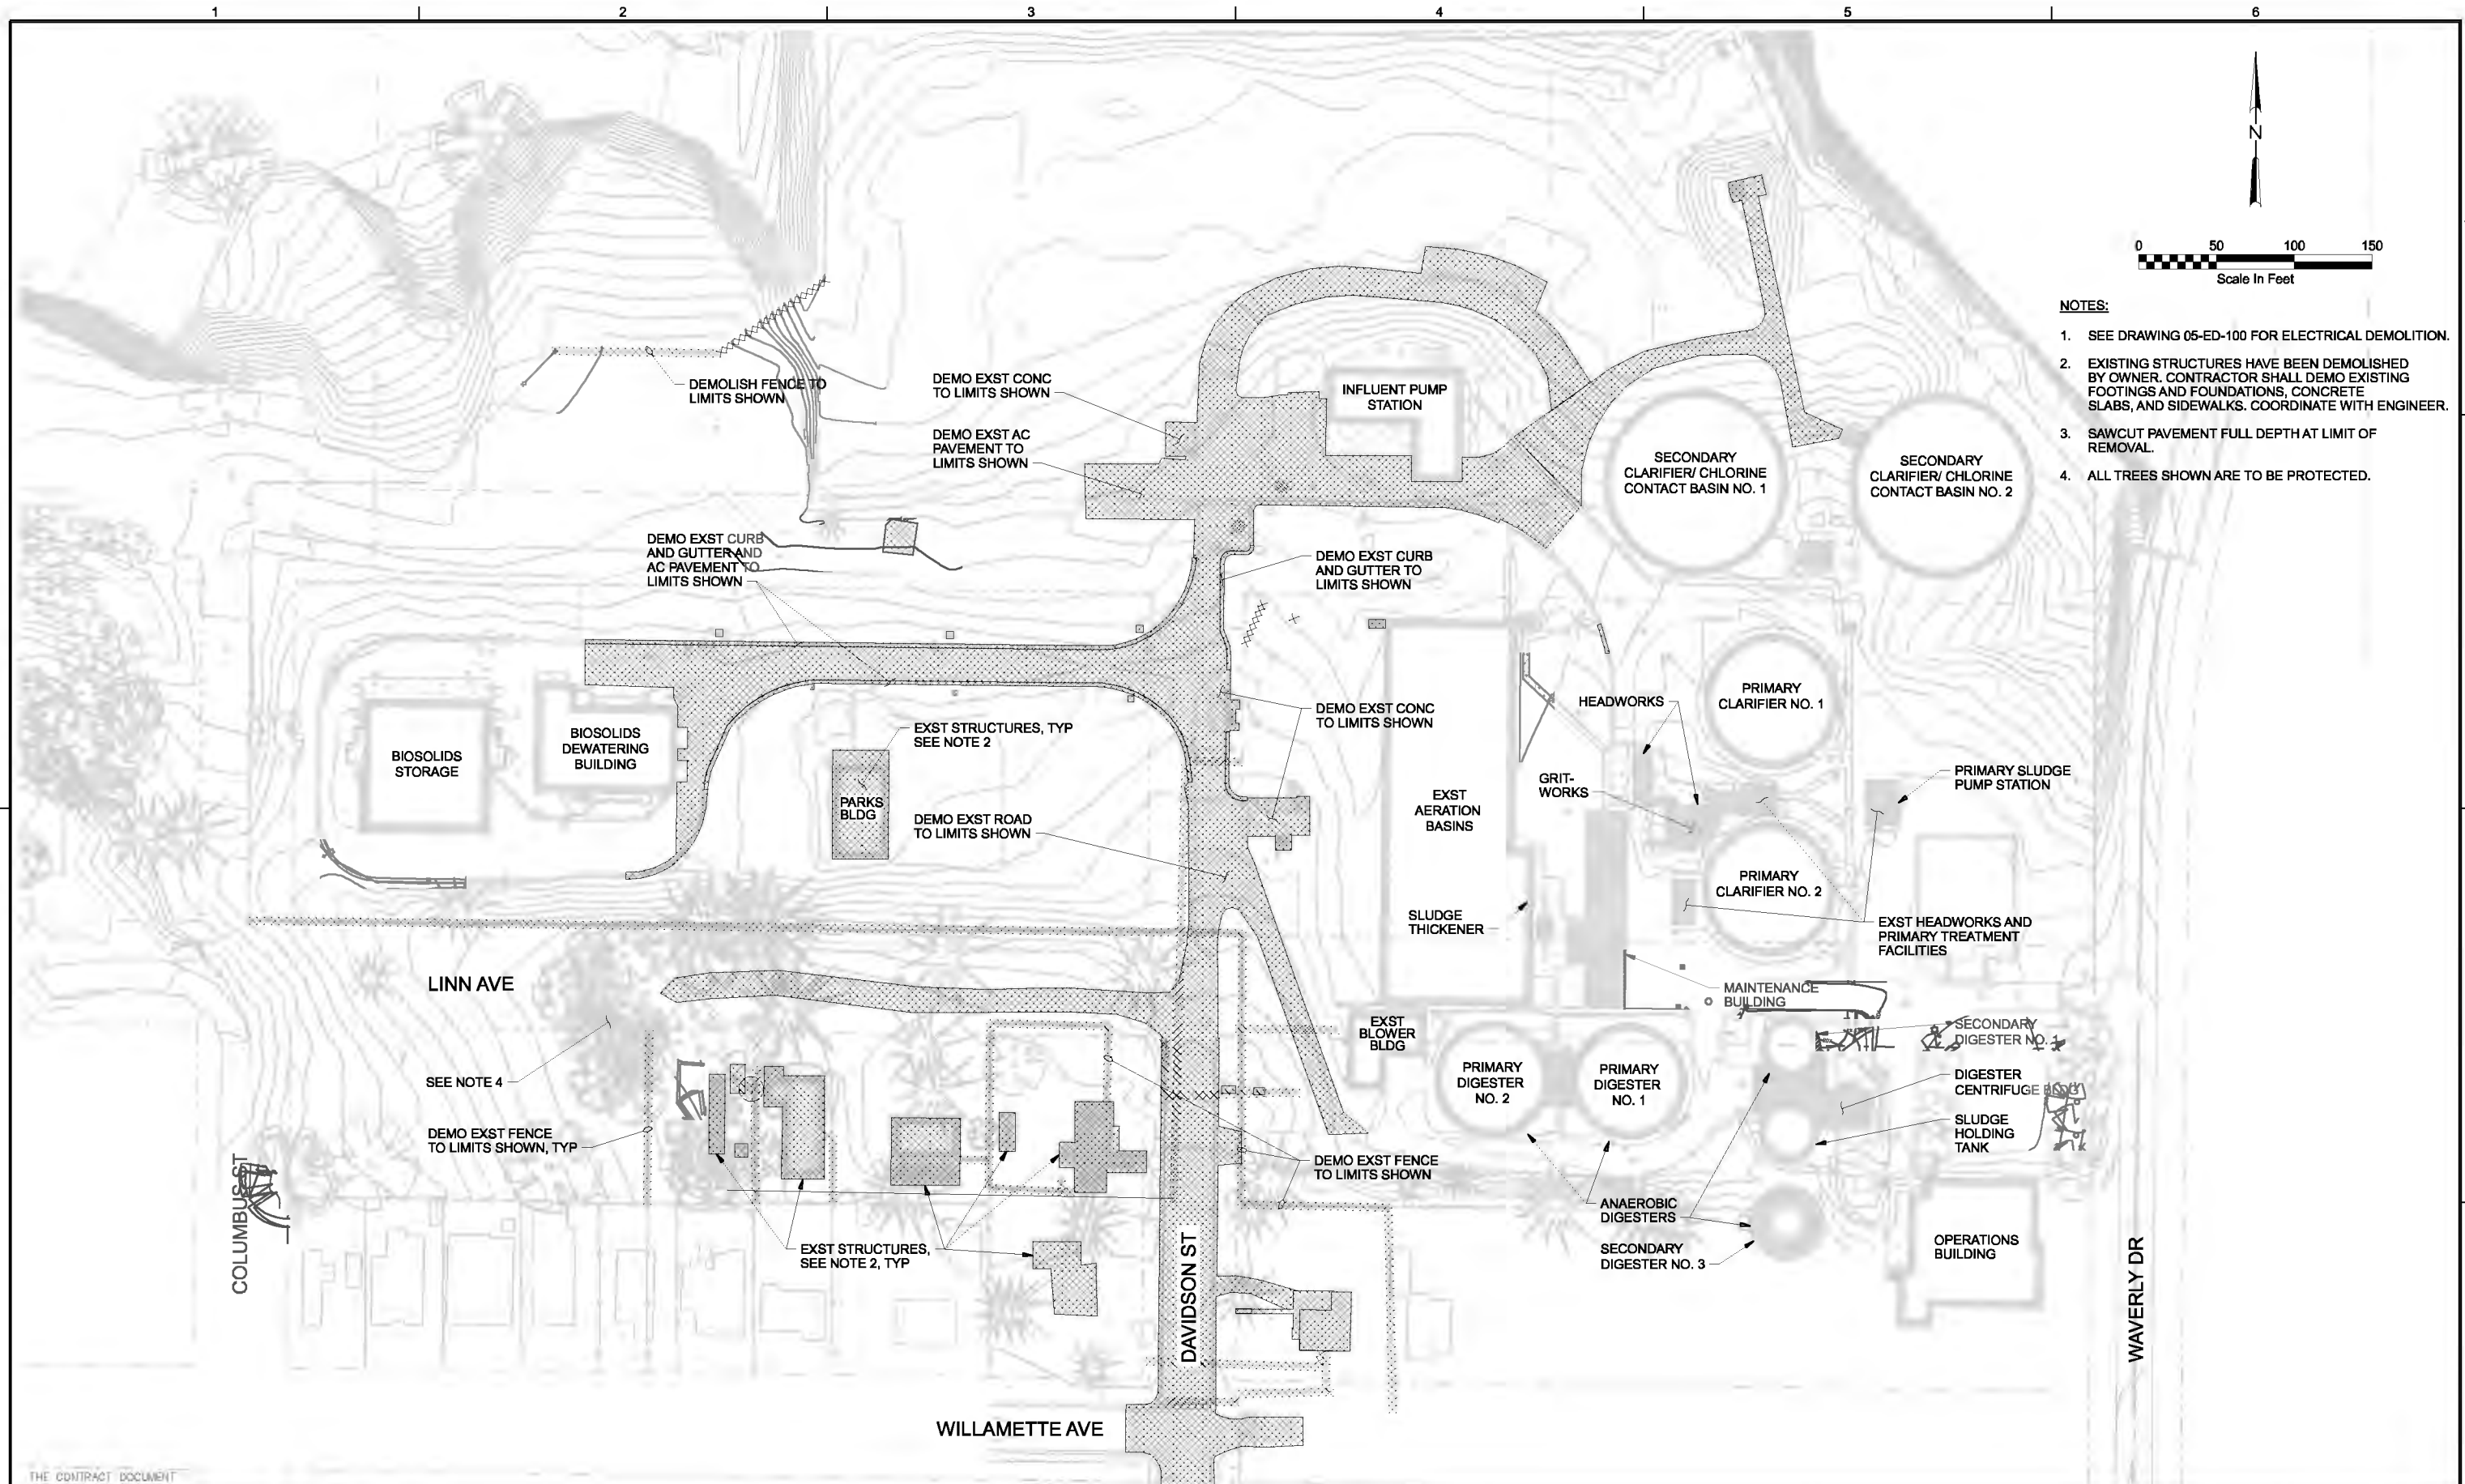 1 2 3 4 5 6
N
0 50 100 150
Scale In Feet
NOTES:
1. SEE DRAWING 05-ED-100 FOR ELECTRICAL DEMOLITION.
2. EXISTING STRUCTURES HAVE BEEN DEMOLISHED
BY OWNER. CONTRACTOR SHALL DEMO EXISTING
FOOTINGS AND FOUNDATIONS, CONCRETE
SLABS, AND SIDEWALKS. COORDINATE WITH ENGINEER.
3. SAWCUT PAVEMENT FULL DEPTH AT LIMIT OF
REMOVAL.
4. ALL TREES SHOWN ARE TO BE PROTECTED.
DEMOLISH FENCE TO
LIMITS SHOWN
DEMO EXST CONC
TO LIMITS SHOWN
DEMO EXST AC
PAVEMENT TO
LIMITS SHOWN
INFLUENT PUMP
STATION
SECONDARY
CLARIFIER/ CHLORINE
CONTACT BASIN NO. 1
SECONDARY
CLARIFIER/ CHLORINE
CONTACT BASIN NO. 2
DEMO EXST CURB
AND GUTTER AND
AC PAVEMENT TO
LIMITS SHOWN
DEMO EXST CURB
AND GUTTER TO
LIMITS SHOWN
BIOSOLIDS
STORAGE
BIOSOLIDS
DEWATERING
BUILDING
EXST STRUCTURES, TYP
SEE NOTE 2
PARKS
BLDG
DEMO EXST ROAD
TO LIMITS SHOWN
DEMO EXST CONC
TO LIMITS SHOWN
HEADWORKS
PRIMARY
CLARIFIER NO. 1
GRIT-
WORKS
EXST
AERATION
BASINS
PRIMARY SLUDGE
PUMP STATION
PRIMARY
CLARIFIER NO. 2
SLUDGE
THICKENER
EXST HEADWORKS AND
PRIMARY TREATMENT
FACILITIES
LINN AVE
MAINTENANCE
BUILDING
EXST
BLOWER
BLDG
SECONDARY
DIGESTER NO. 1
PRIMARY
DIGESTER
NO. 2
PRIMARY
DIGESTER
NO. 1
DIGESTER
CENTRIFUGE BLDG
SEE NOTE 4
SLUDGE
HOLDING
TANK
DEMO EXST FENCE
TO LIMITS SHOWN, TYP
DEMO EXST FENCE
TO LIMITS SHOWN
COLUMBUS ST
ANAEROBIC
DIGESTERS
EXST STRUCTURES,
SEE NOTE 2, TYP
SECONDARY
DIGESTER NO. 3
OPERATIONS
BUILDING
DAVIDSON ST
WAVERLY DR
WILLAMETTE AVE
THE CONTRACT DOCUMENT